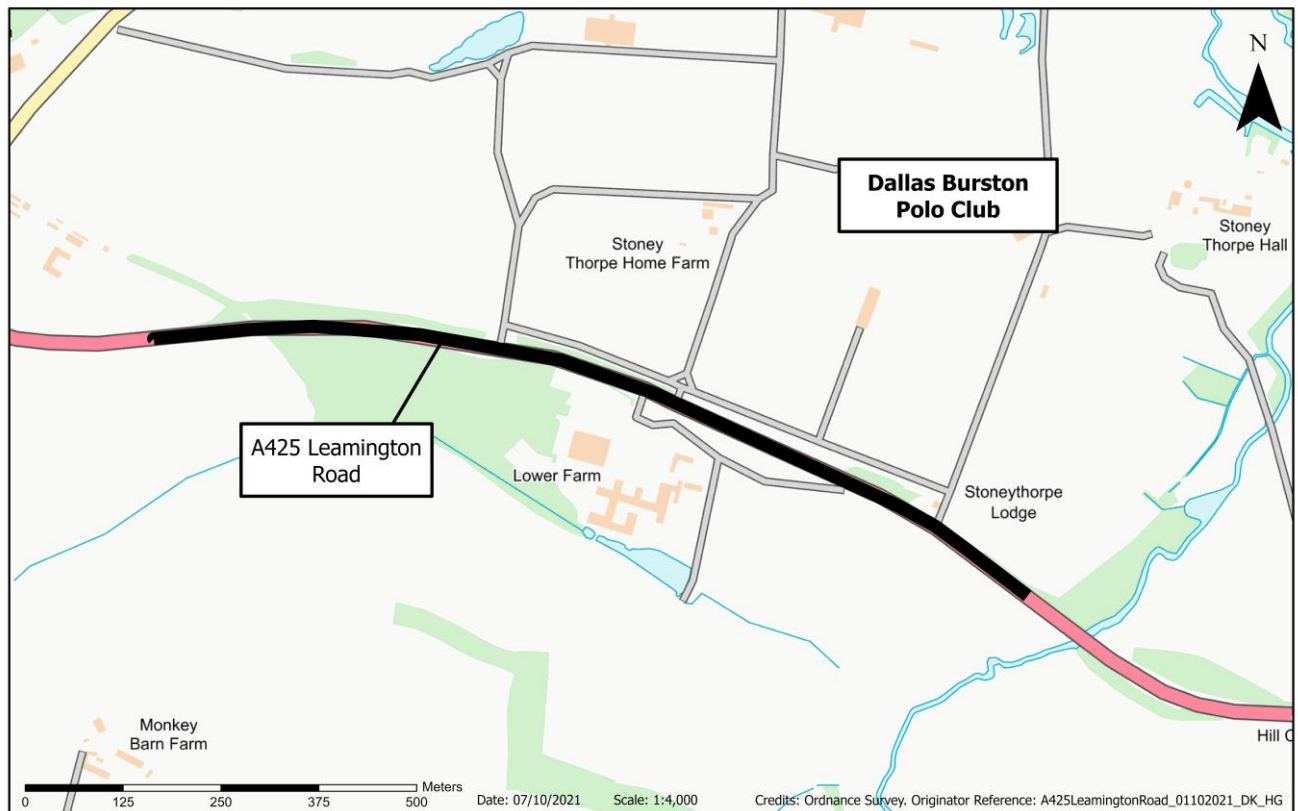 N
Dallas Burston
Polo Club
Stoney
Thorpe Hall
Stoney
Thorpe Home Farm
A425 Leamington
Road
Lower Farm
Stoneythorpe
Lodge
Monkey
Barn Farm
Hill C
Meters
0 125 250 375 500
Date: 07/10/2021 Scale: 1:4,000 Credits: Ordnance Survey. Originator Reference: A425LeamingtonRoad_01102021_DK_HG